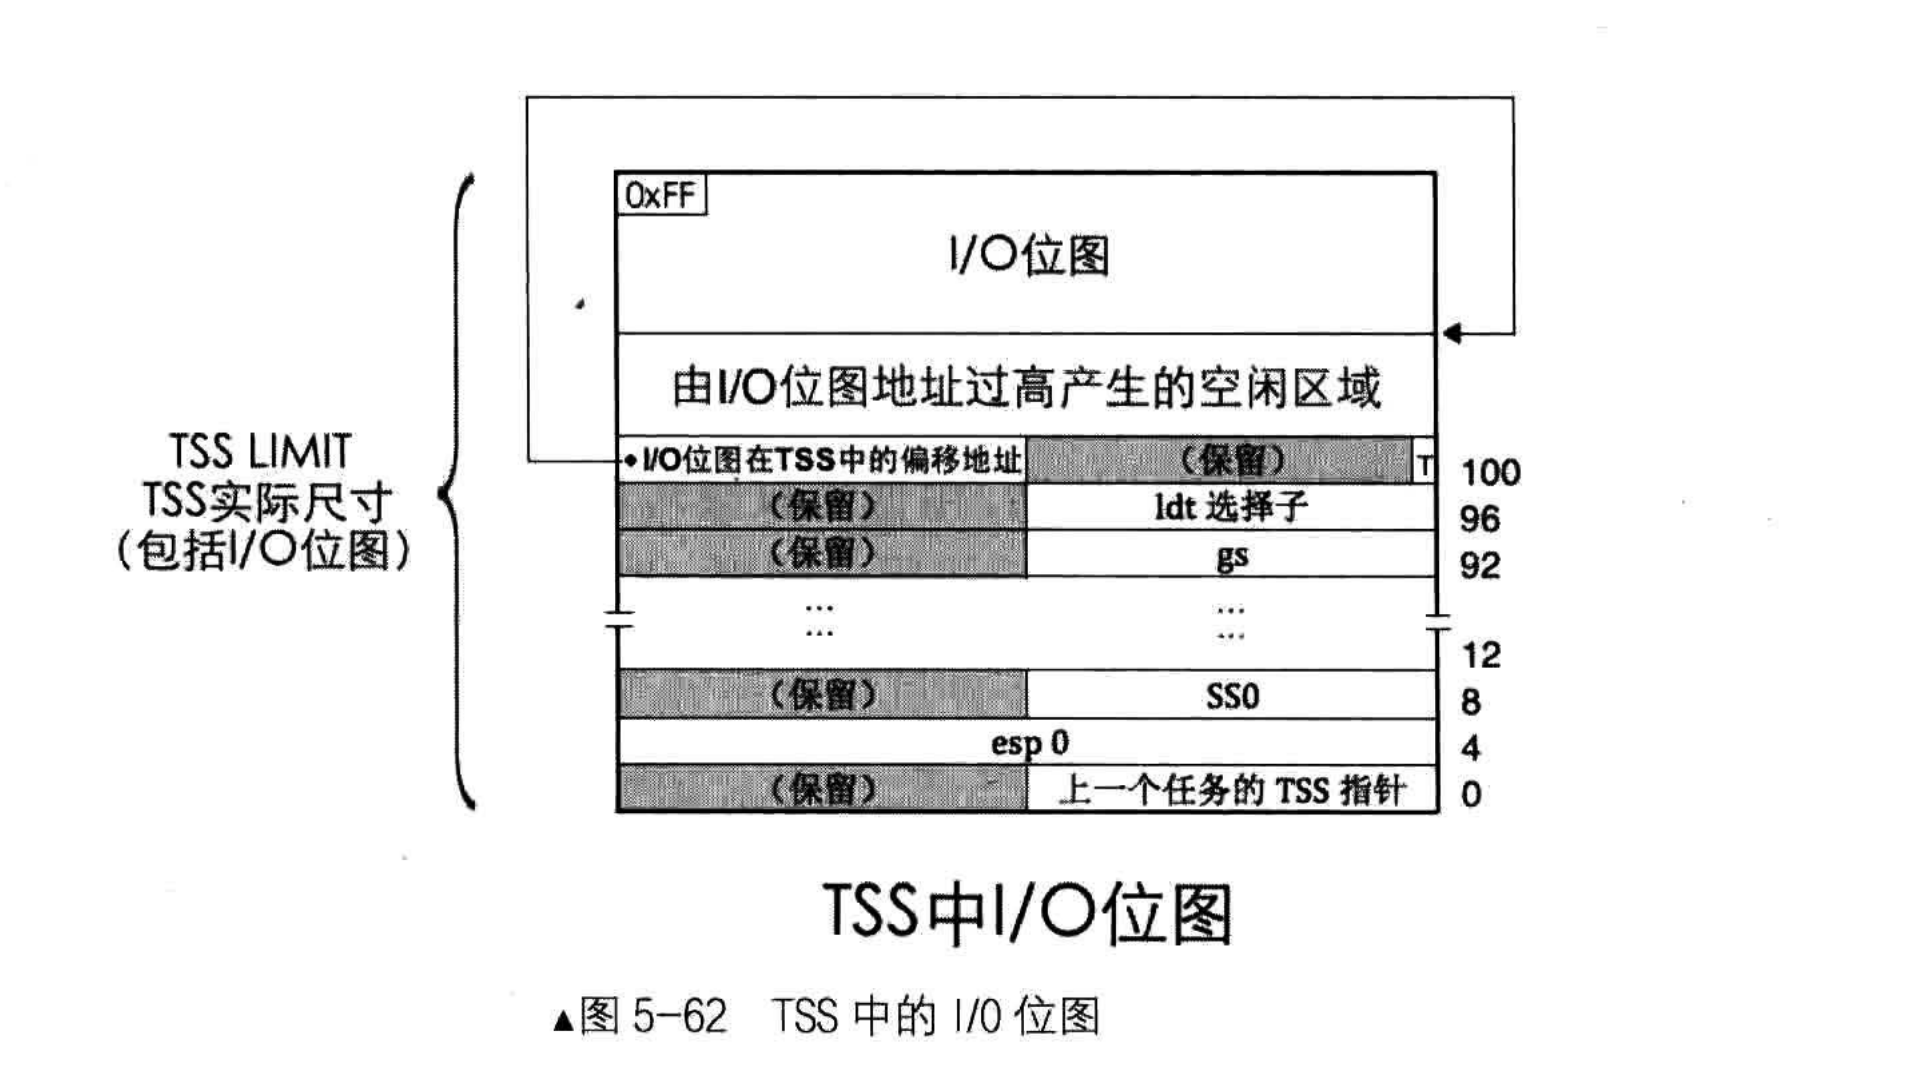 0xFF
I/O位图
由I/O位图地址过高产生的空闲区域
TSS LIMIT
TSS实际尺寸
(包括I/O位图)
I/O位图在TSS中的偏移地址 (保留) T 100
(保留) ldt 选择子 96
(保留) gs 92
... ...
... ...
12
(保留) SS0 8
esp 0 4
(保留) 上一个任务的 TSS 指针 0
TSS中I/O位图
▲图 5-62 TSS 中的 I/O 位图